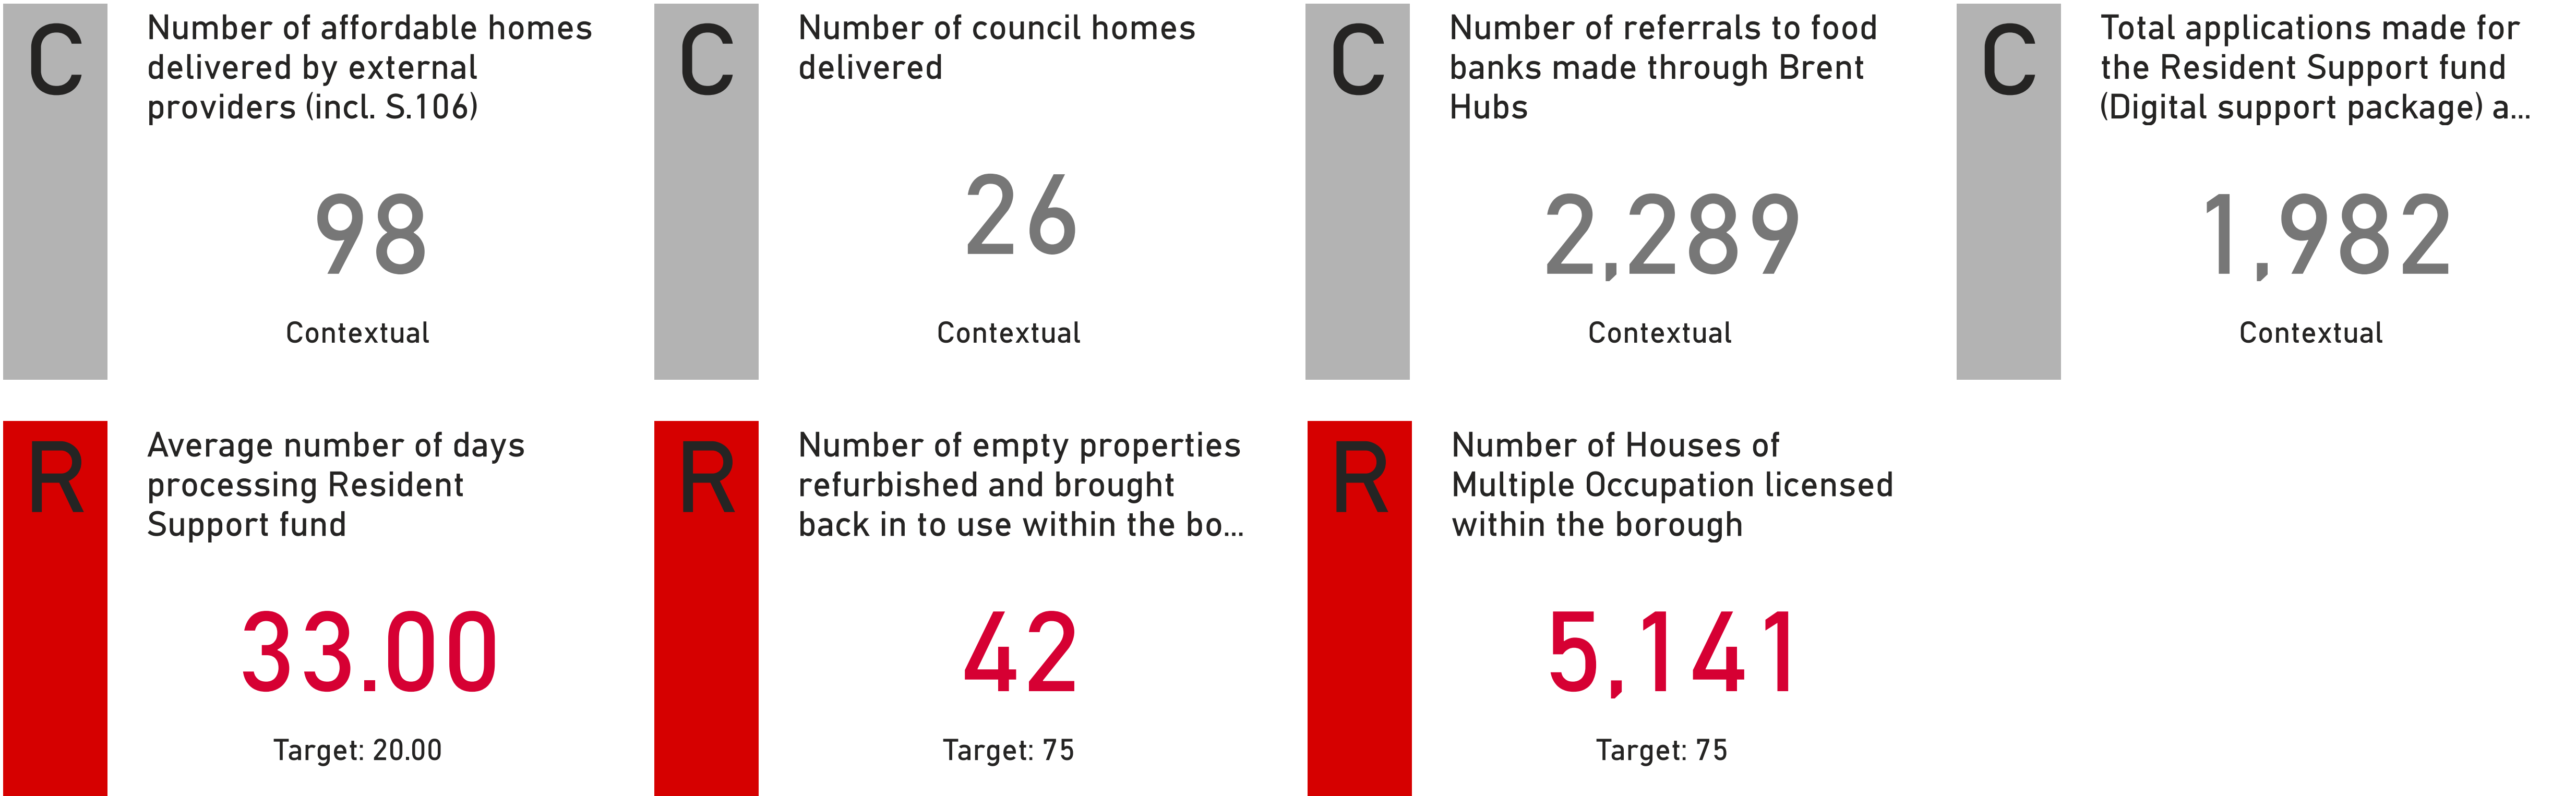 C
Number of affordable homes
delivered by external
providers (incl. S.106)
98
Contextual
C
Number of council homes
delivered
26
Contextual
C
Number of referrals to food
banks made through Brent
Hubs
2,289
Contextual
C
Total applications made for
the Resident Support fund
(Digital support package) a...
1,982
Contextual
R
Average number of days
processing Resident
Support fund
33.00
Target: 20.00
R
Number of empty properties
refurbished and brought
back in to use within the bo...
42
Target: 75
R
Number of Houses of
Multiple Occupation licensed
within the borough
5,141
Target: 75